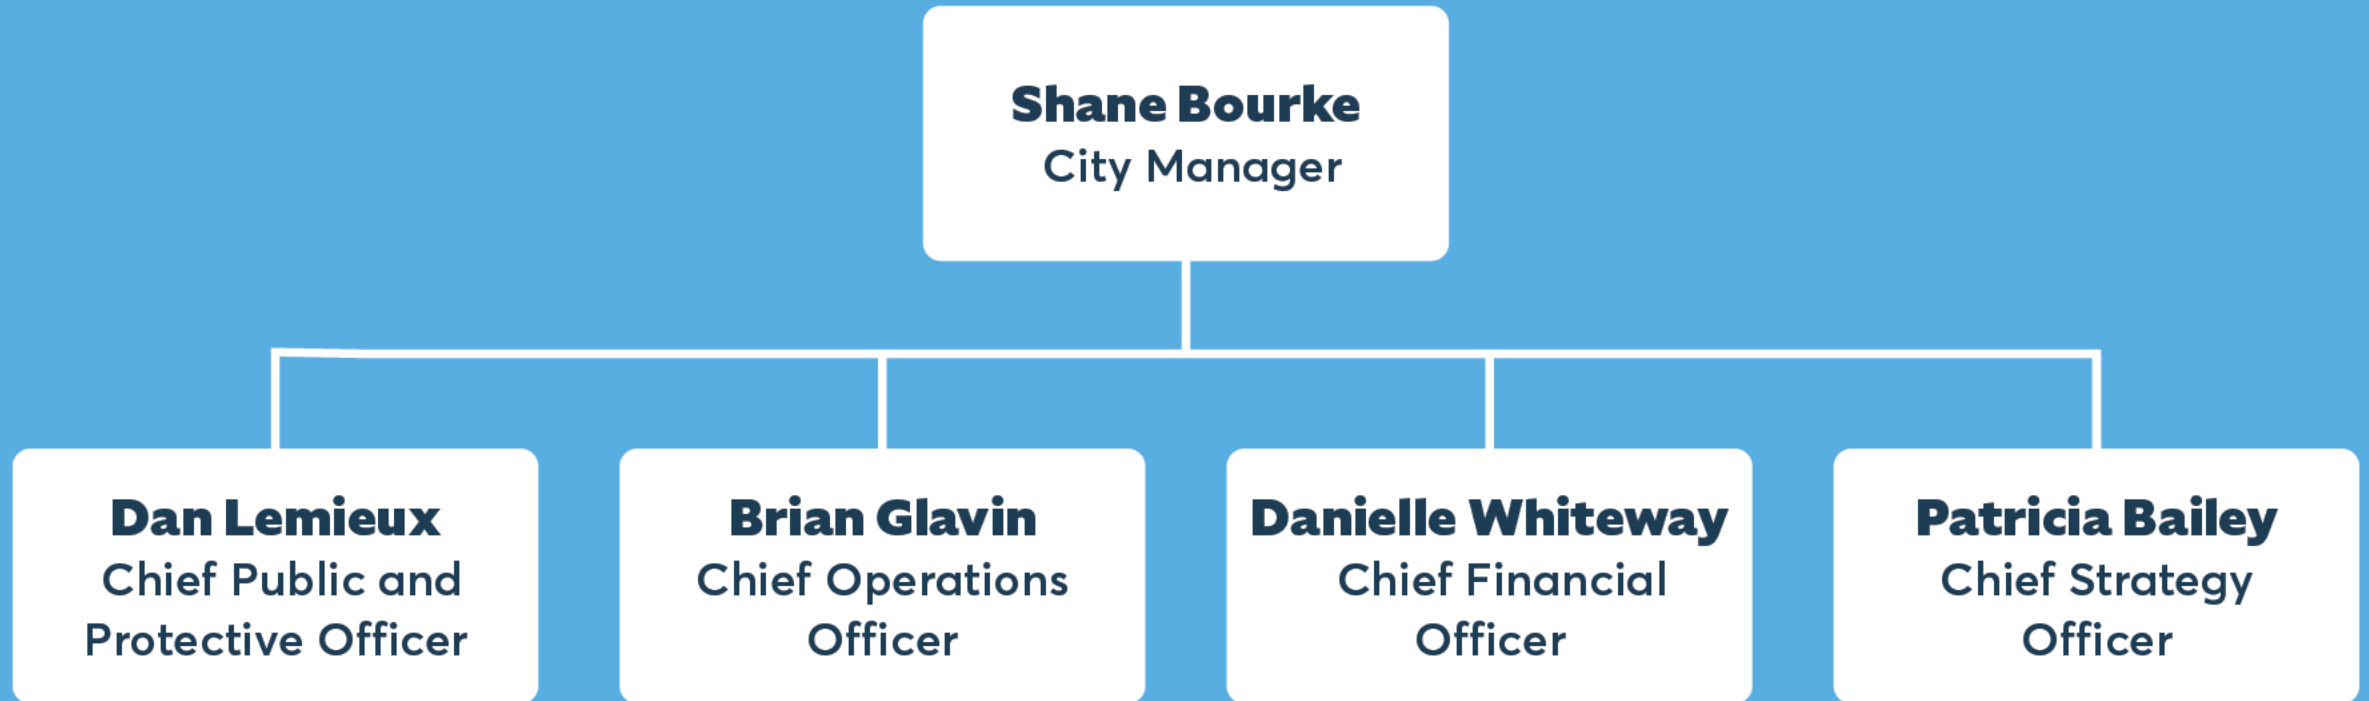 Shane Bourke
City Manager
Dan Lemieux
Chief Public and
Protective Officer
Brian Glavin
Chief Operations
Officer
Danielle Whiteway
Chief Financial
Officer
Patricia Bailey
Chief Strategy
Officer